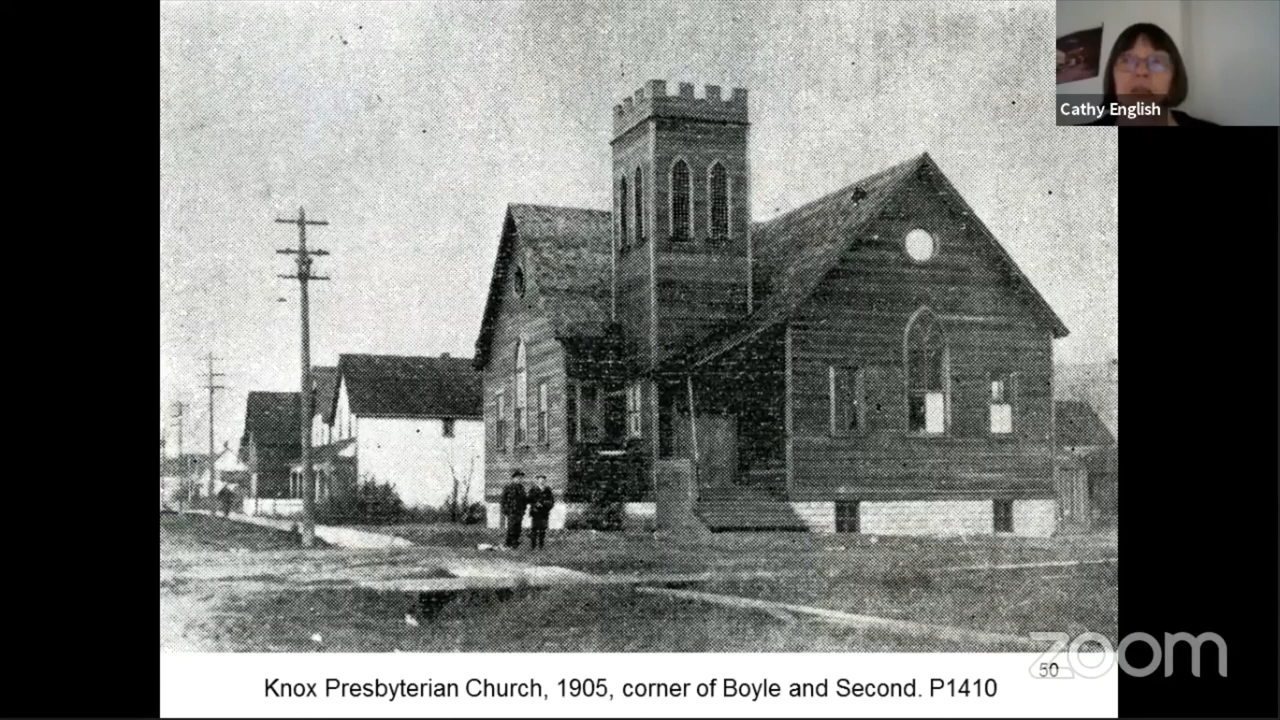 Cathy English
zoom
50
Knox Presbyterian Church, 1905, corner of Boyle and Second. P1410